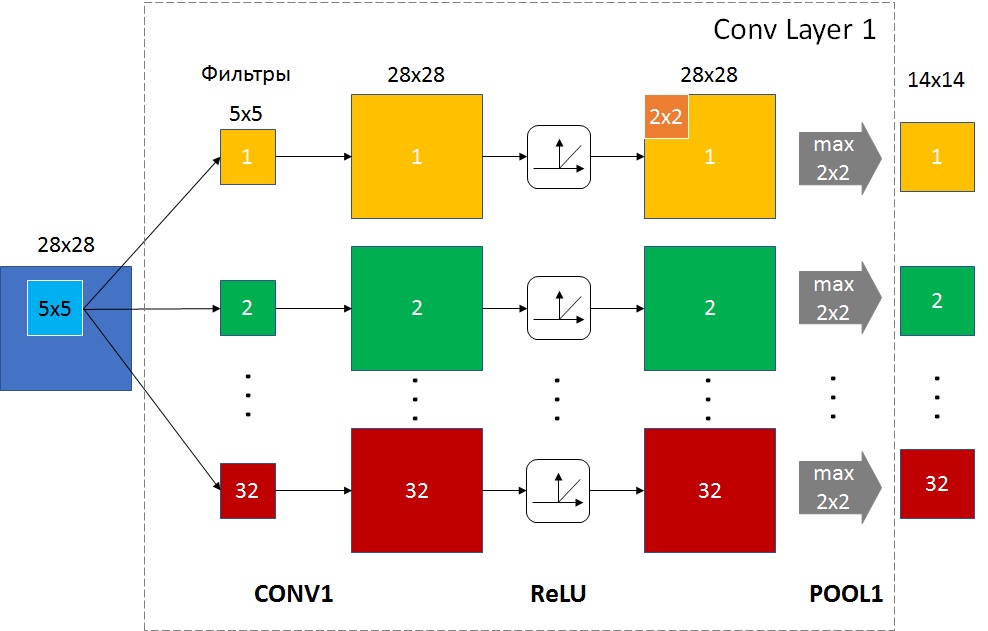 Conv Layer 1
Фильтры
28x28
28x28
14x14
5x5
1
1
2x2
1
max
2x2
1
28x28
5x5
2
2
2
max
2x2
2
32
32
32
max
2x2
32
CONV1
ReLU
POOL1